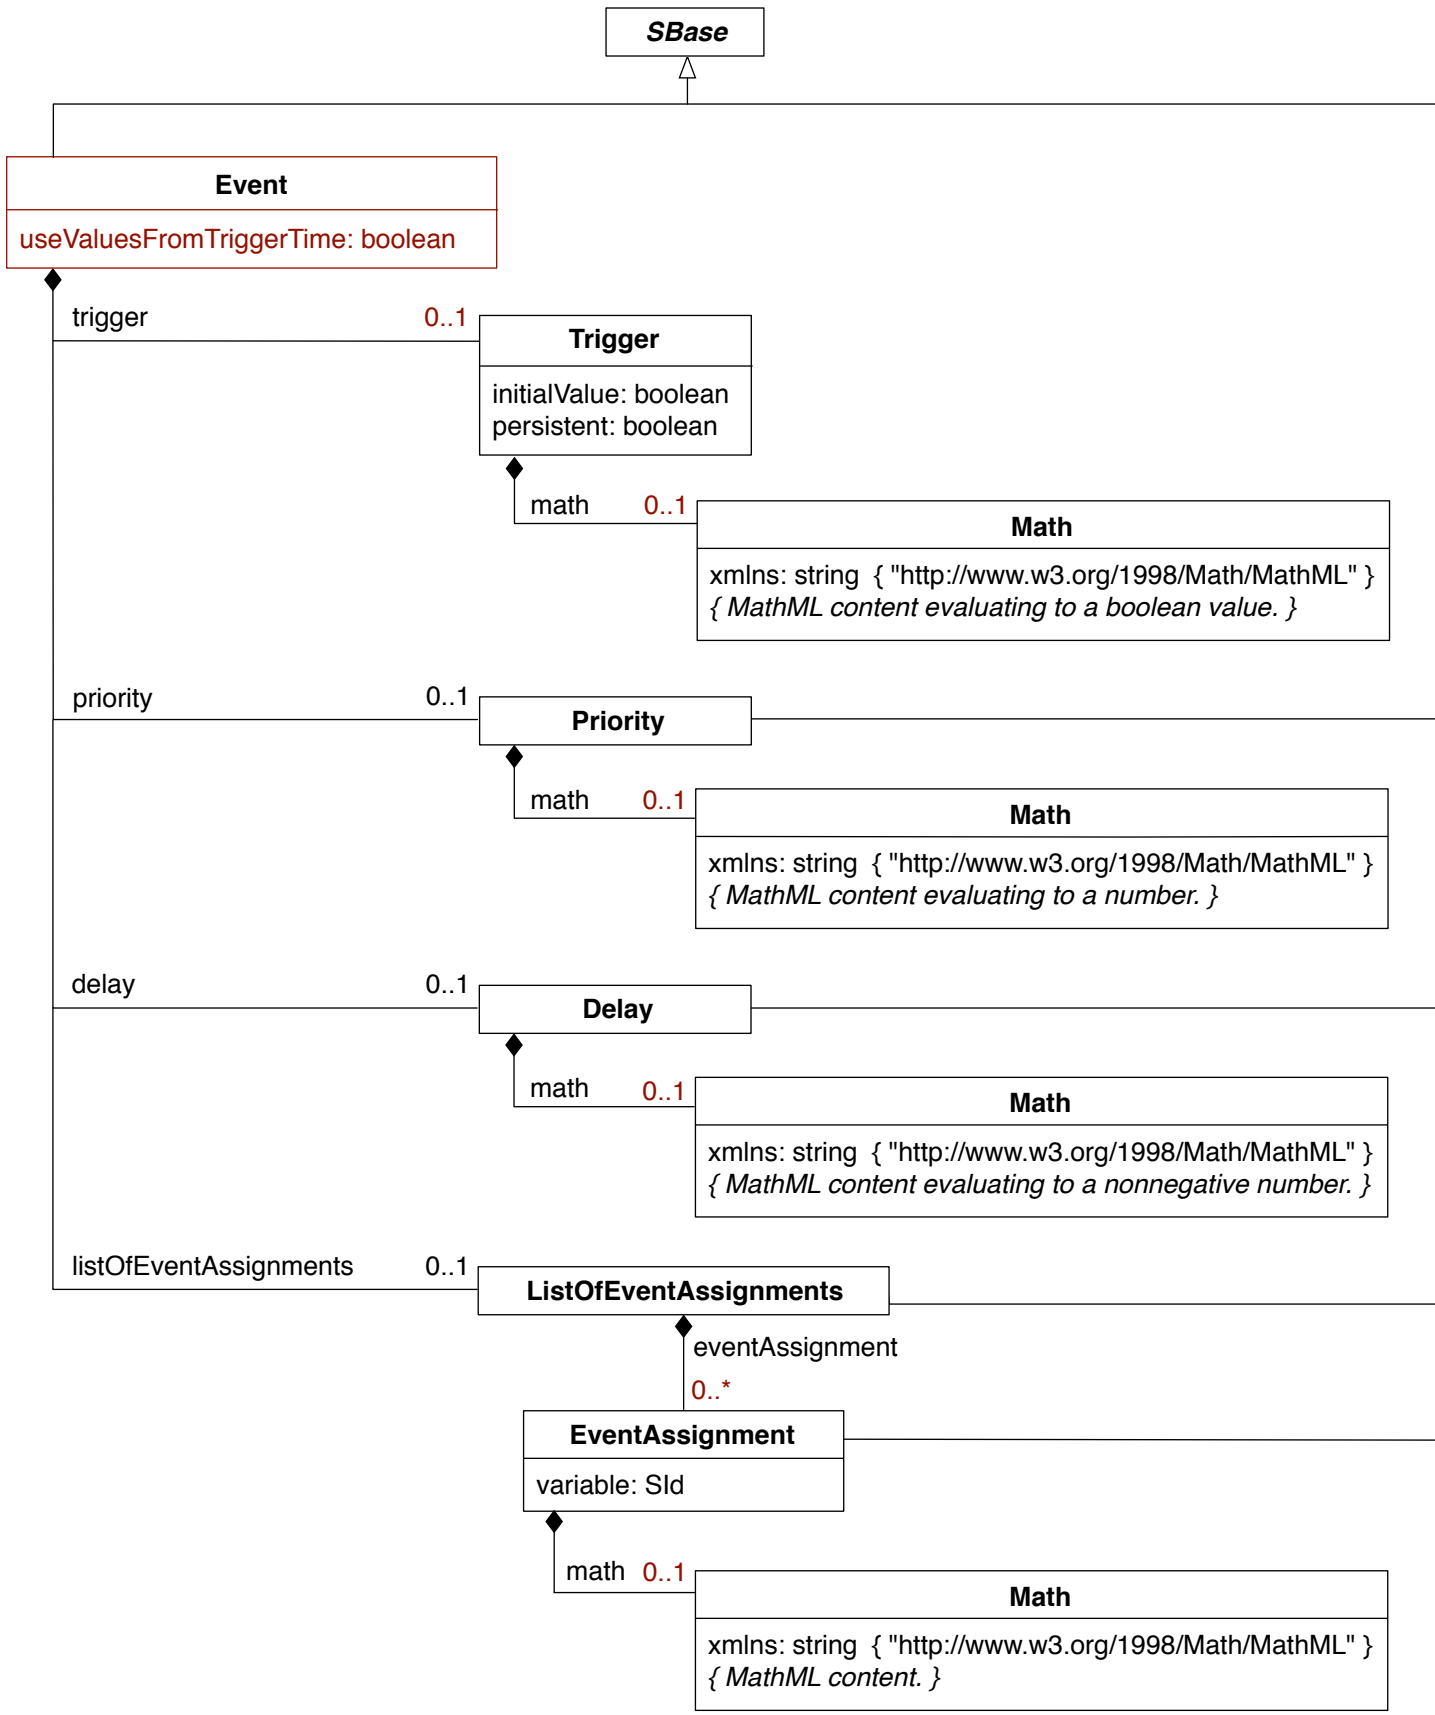 SBase
Event
useValuesFromTriggerTime: boolean
trigger 0..1
Trigger
initialValue: boolean
persistent: boolean
math 0..1
Math
xmlns: string { "http://www.w3.org/1998/Math/MathML" }
{ MathML content evaluating to a boolean value. }
priority 0..1
Priority
math 0..1
Math
xmlns: string { "http://www.w3.org/1998/Math/MathML" }
{ MathML content evaluating to a number. }
delay 0..1
Delay
math 0..1
Math
xmlns: string { "http://www.w3.org/1998/Math/MathML" }
{ MathML content evaluating to a nonnegative number. }
listOfEventAssignments 0..1
ListOfEventAssignments
eventAssignment
0..*
EventAssignment
variable: SId
math 0..1
Math
xmlns: string { "http://www.w3.org/1998/Math/MathML" }
{ MathML content. }